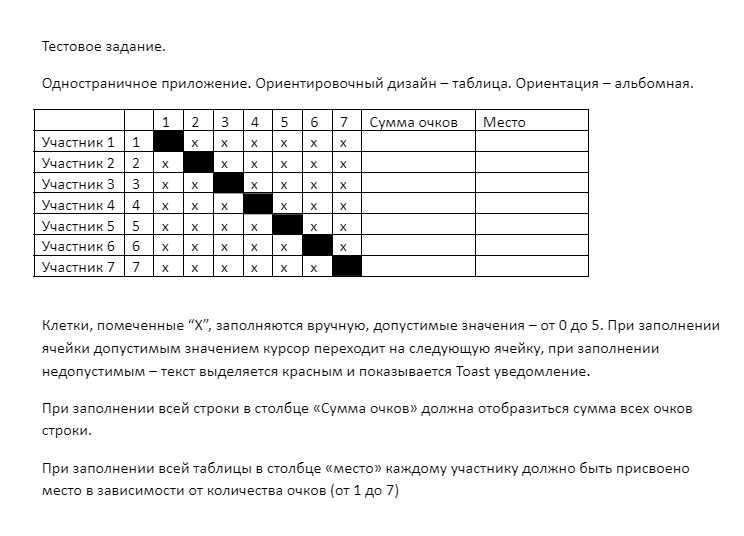 Тестовое задание.
Одностраничное приложение. Ориентировочный дизайн – таблица. Ориентация – альбомная.
1 2 3 4 5 6 7 Сумма очков Место
Участник 1 1 x x x x x x
Участник 2 2 x x x x x x
Участник 3 3 x x x x x x
Участник 4 4 x x x x x x
Участник 5 5 x x x x x x
Участник 6 6 x x x x x x
Участник 7 7 x x x x x x
Клетки, помеченные “X”, заполняются вручную, допустимые значения – от 0 до 5. При заполнении
ячейки допустимым значением курсор переходит на следующую ячейку, при заполнении
недопустимым – текст выделяется красным и показывается Toast уведомление.
При заполнении всей строки в столбце «Сумма очков» должна отобразиться сумма всех очков
строки.
При заполнении всей таблицы в столбце «место» каждому участнику должно быть присвоено
место в зависимости от количества очков (от 1 до 7)